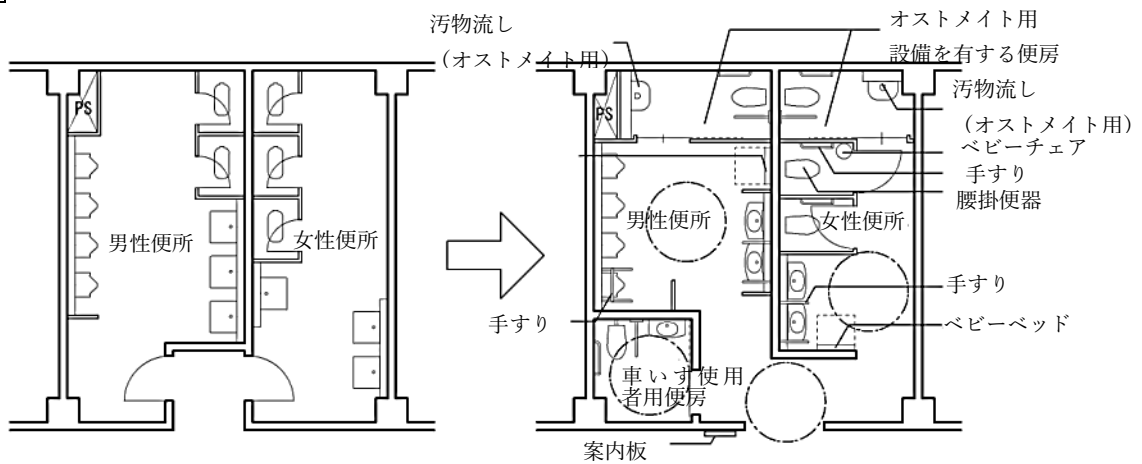 PS
男性便所
女性便所
汚物流し
（オストメイト用）
オストメイト用
設備を有する便房
汚物流し
（オストメイト用）
ベビーチェア
手すり
腰掛便器
PS
男性便所
女性便所
手すり
手すり
ベビーベッド
車いす使用
者用便房
案内板